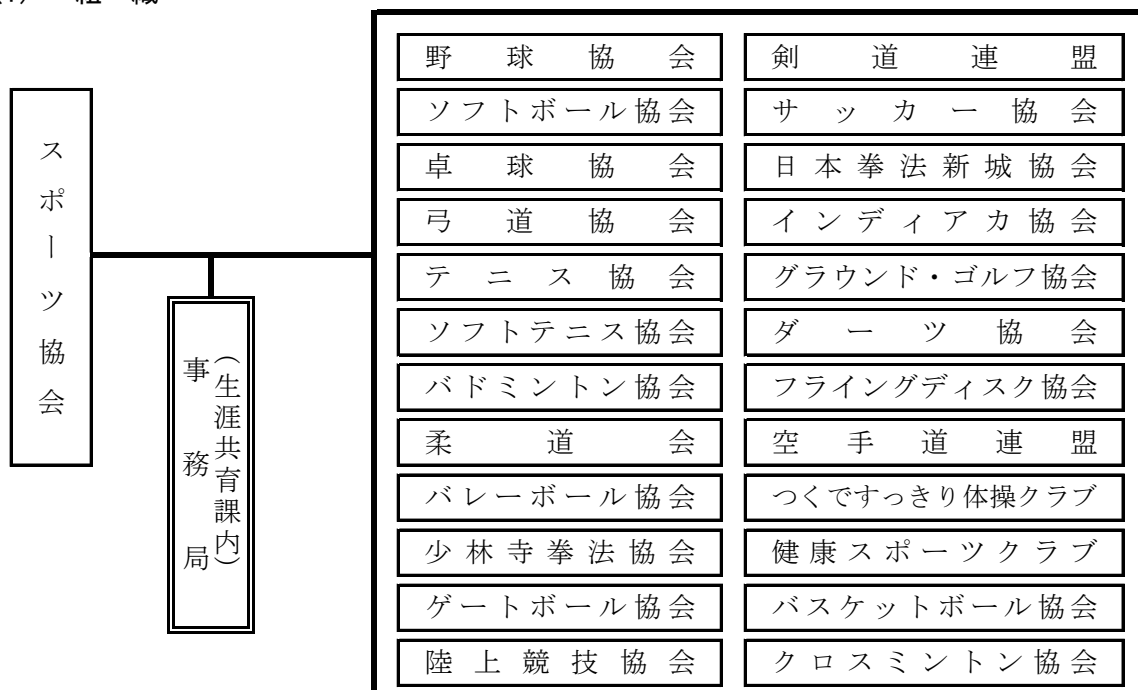 スポーツ協会
事務局
(生涯共育課内)
野球協会
ソフトボール協会
卓球協会
弓道協会
テニス協会
ソフトテニス協会
バドミントン協会
柔道会
バレーボール協会
少林寺拳法協会
ゲートボール協会
陸上競技協会
剣道連盟
サッカー協会
日本拳法新城協会
インディアカ協会
グラウンド・ゴルフ協会
ダーツ協会
フライングディスク協会
空手道連盟
つくですっきり体操クラブ
健康スポーツクラブ
バスケットボール協会
クロスミントン協会